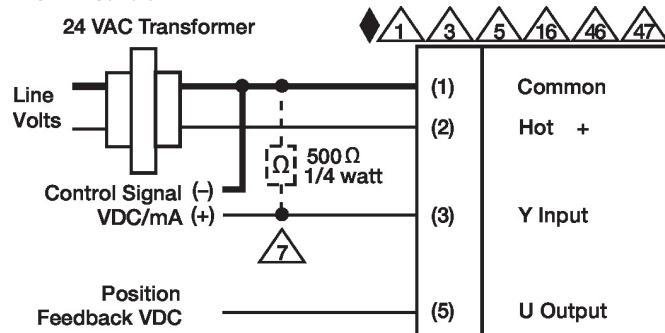 24 VAC Transformer
1 3 5 16 46 47
Line
Volts
(1) Common
(2) Hot +
Ω 500 Ω
1/4 watt
Control Signal (–)
VDC/mA (+)
(3) Y Input
7
Position
Feedback VDC
(5) U Output